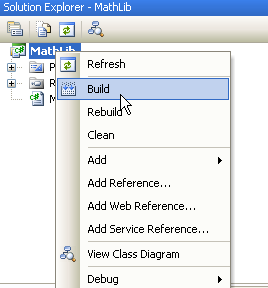 Solution Explorer - MathLib
MathLib
P
Refresh
R
Build
M
Rebuild
Clean
Add
Add Reference...
Add Web Reference...
Add Service Reference...
View Class Diagram
Debug